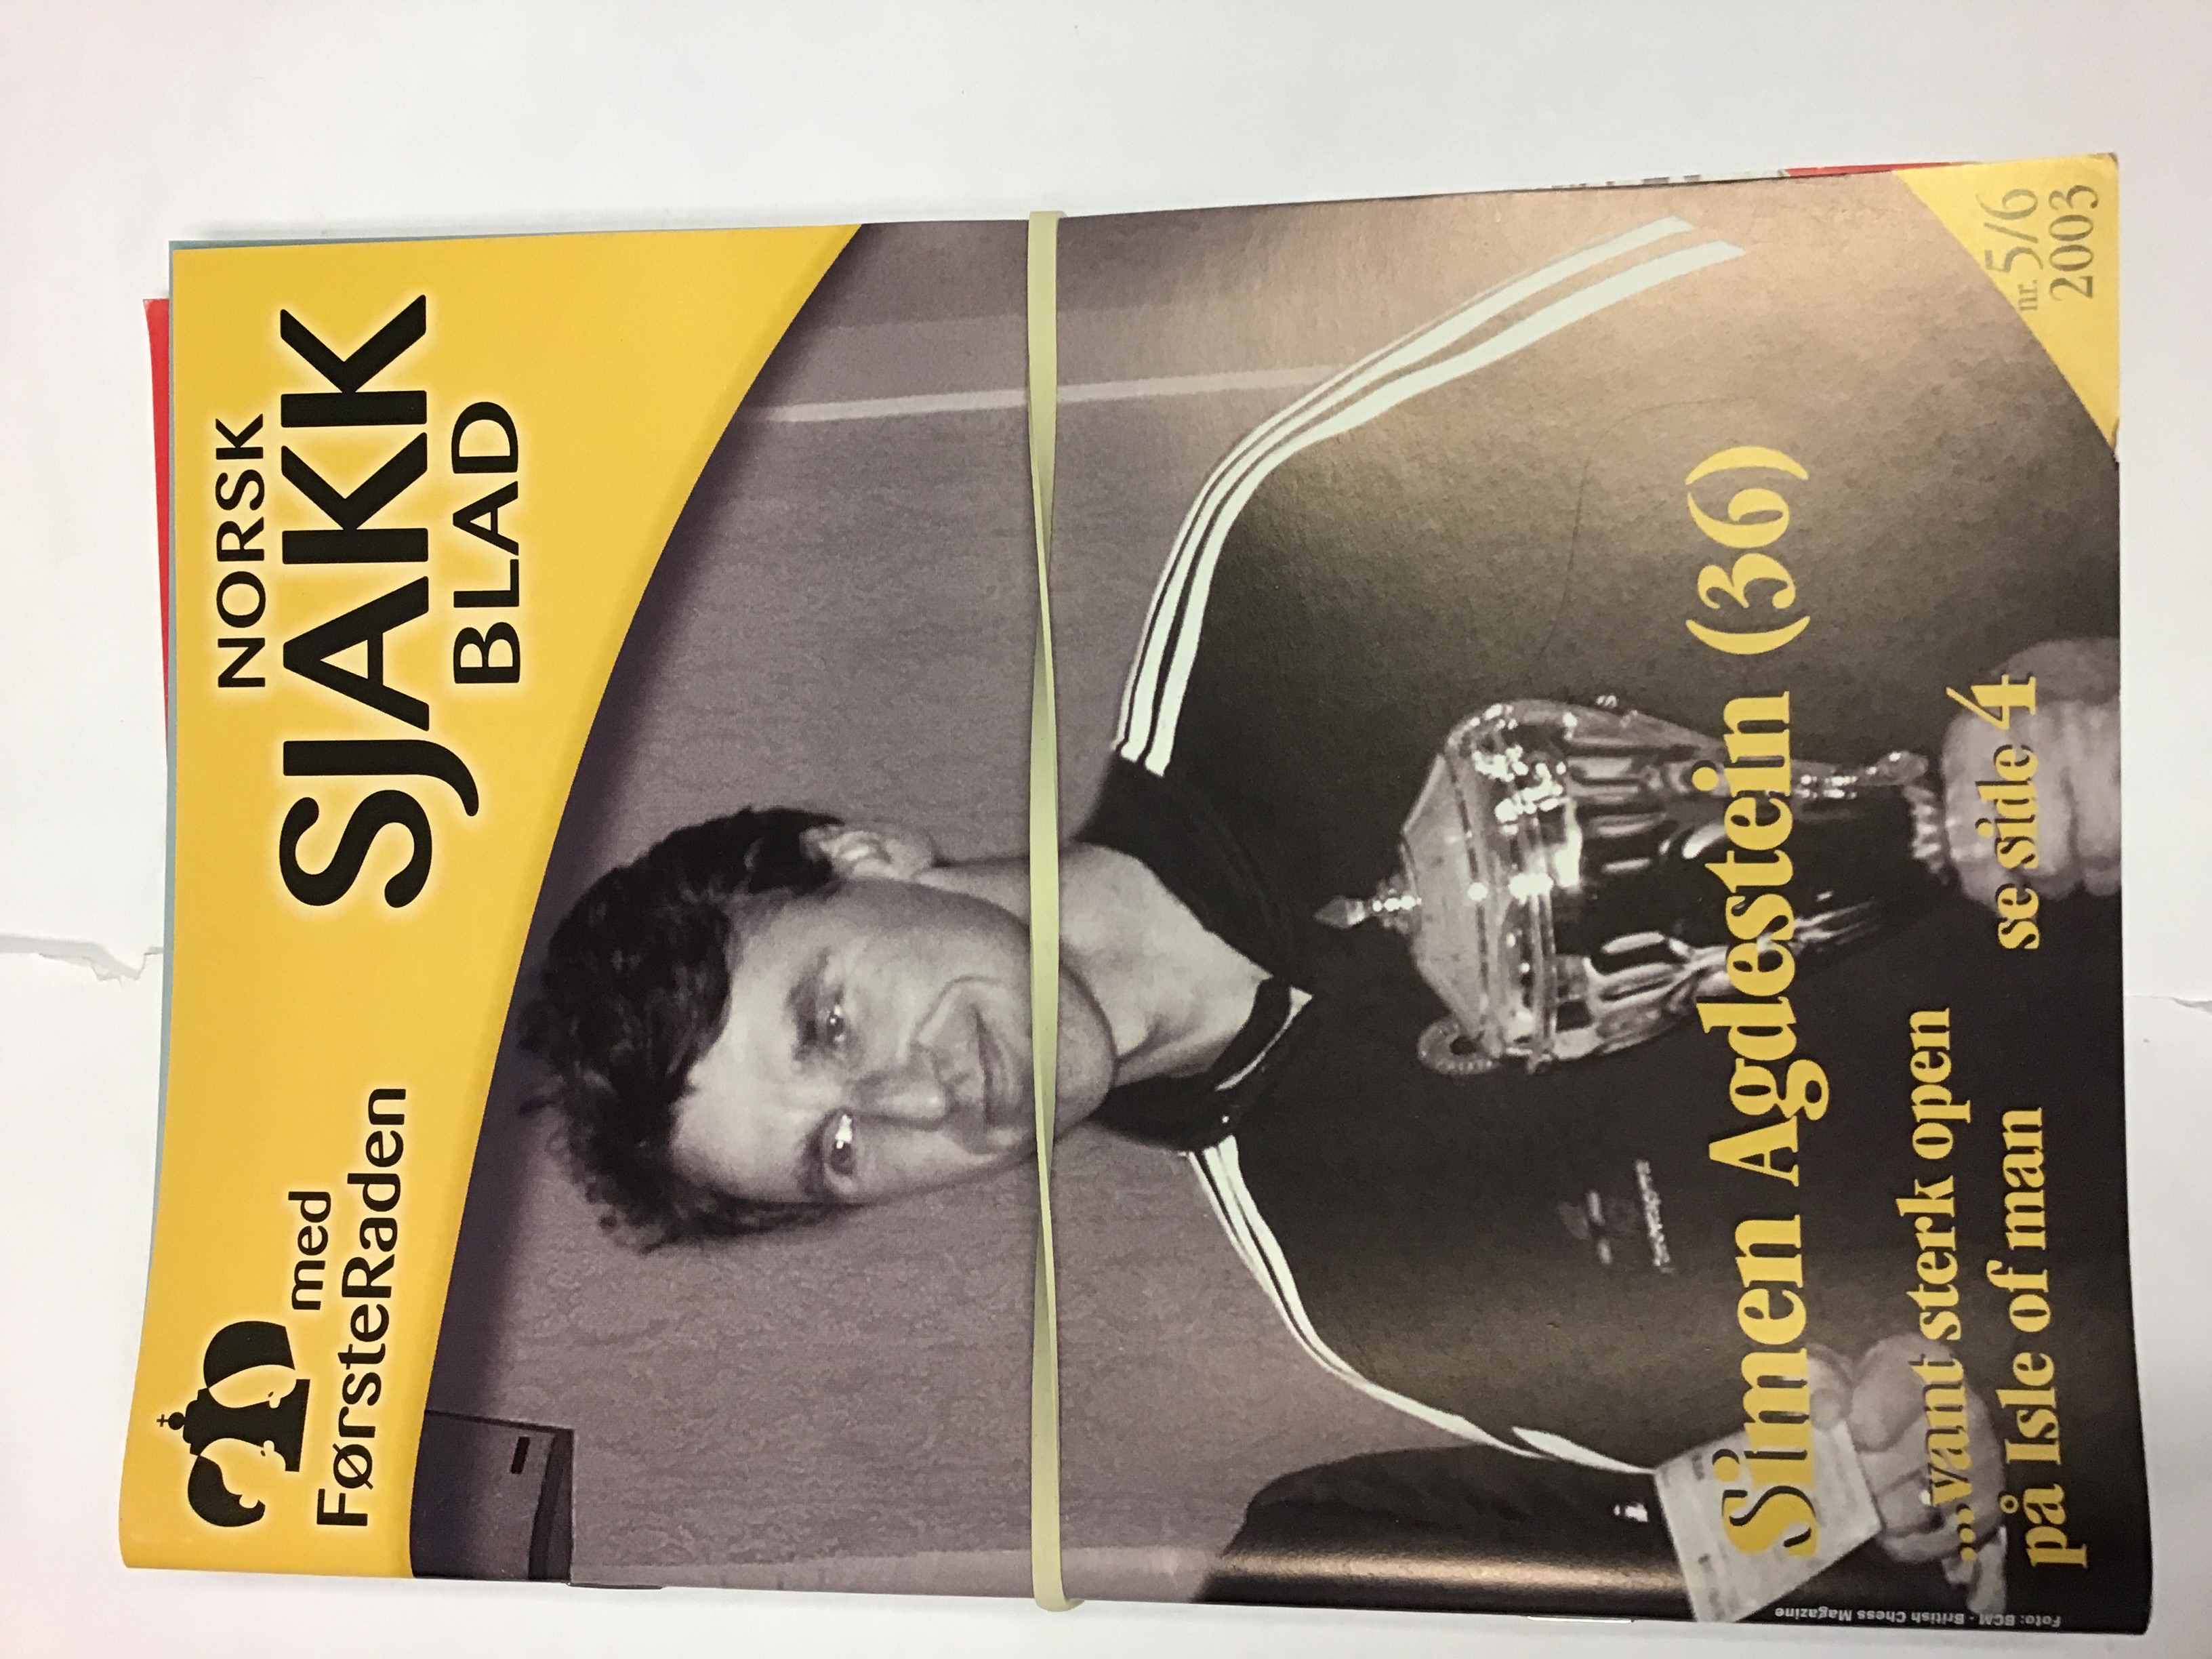 med
FørsteRaden
NORSK
SJAKK
BLAD
Simen Agdestein (36)
...vant sterk open
på Isle of man
se side 4
nr. 5/6
2003
Foto: BCM - British Chess Magazine